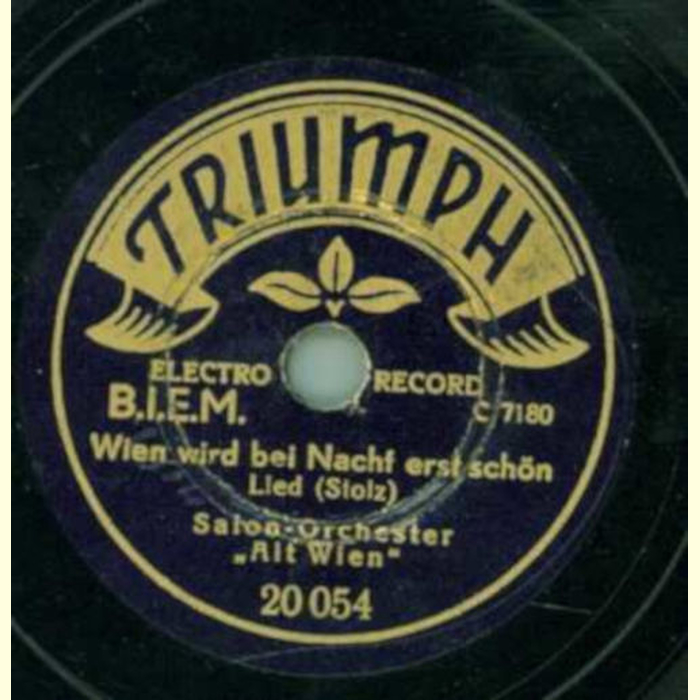 TRIUMPH
ELECTRO RECORD
B.I.E.M. C 7180
Wien wird bei Nacht erst schön
Lied (Stolz)
Salon-Orchester
„Alt Wien"
20 054